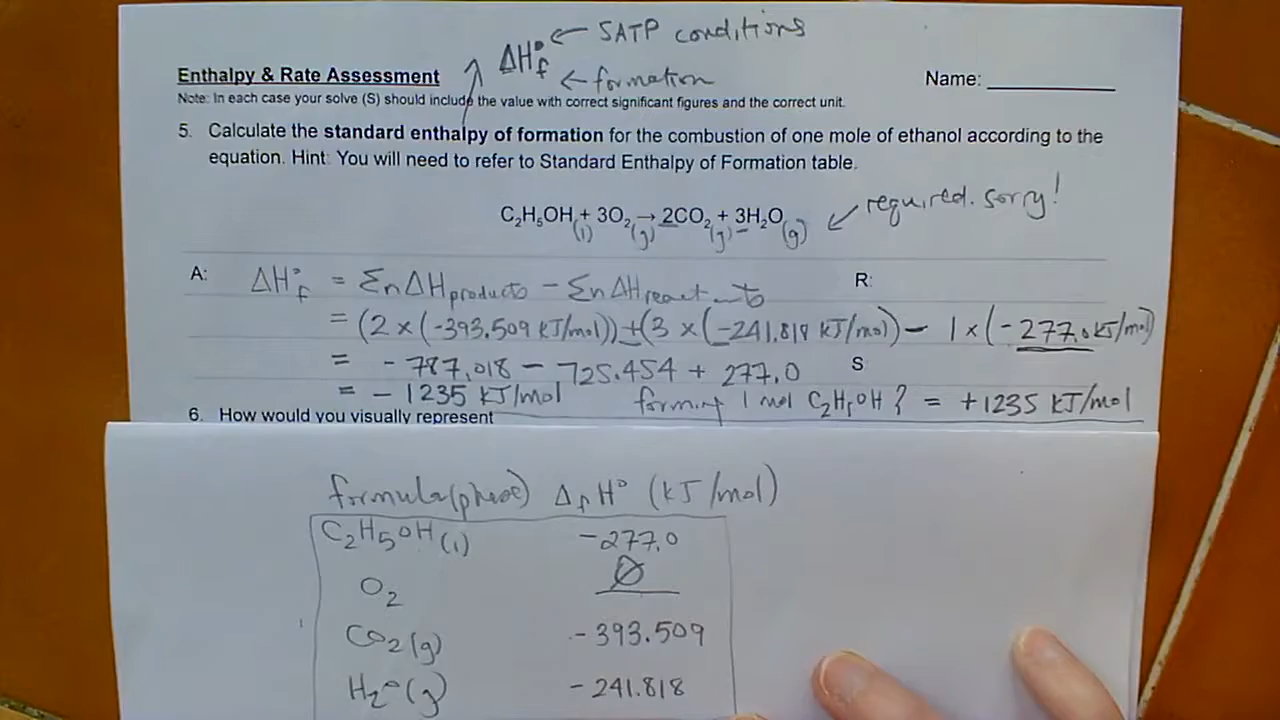 ΔH°f ← SATP conditions
← formation
Enthalpy & Rate Assessment Name:
Note: In each case your solve (S) should include the value with correct significant figures and the correct unit.
5. Calculate the standard enthalpy of formation for the combustion of one mole of ethanol according to the
equation. Hint: You will need to refer to Standard Enthalpy of Formation table.
required. sorry!
C₂H₅OH(l) + 3O₂(g) → 2CO₂(g) + 3H₂O(g)
A: ΔH°f = ΣnΔHproducts − ΣnΔHreactants R:
= (2 × (-393.509 KJ/mol)) + (3 × (-241.818 KJ/mol) − 1 × (-277.0 KJ/mol)
= - 787.018 − 725.454 + 277.0 S
= - 1235 KJ/mol forming 1 mol C₂H₅OH? = +1235 KJ/mol
6. How would you visually represent
formula(phase) ΔfH° (KJ/mol)
C₂H₅OH(l) -277.0
O₂ Ø
CO₂(g) -393.509
H₂O(g) -241.818